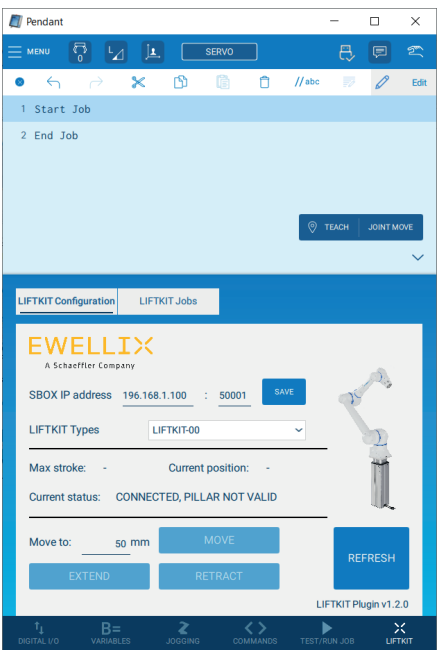 Pendant
MENU 0 L SERVO
// abc Edit
1 Start Job
2 End Job
TEACH JOINT MOVE
LIFTKIT Configuration LIFTKIT Jobs
EWELLIX
A Schaeffler Company
SBOX IP address 196.168.1.100 : 50001 SAVE
LIFTKIT Types LIFTKIT-00
Max stroke: - Current position: -
Current status: CONNECTED, PILLAR NOT VALID
Move to: 50 mm MOVE
REFRESH
EXTEND RETRACT
LIFTKIT Plugin v1.2.0
B=
DIGITAL I/O VARIABLES JOGGING COMMANDS TEST/RUN JOB LIFTKIT